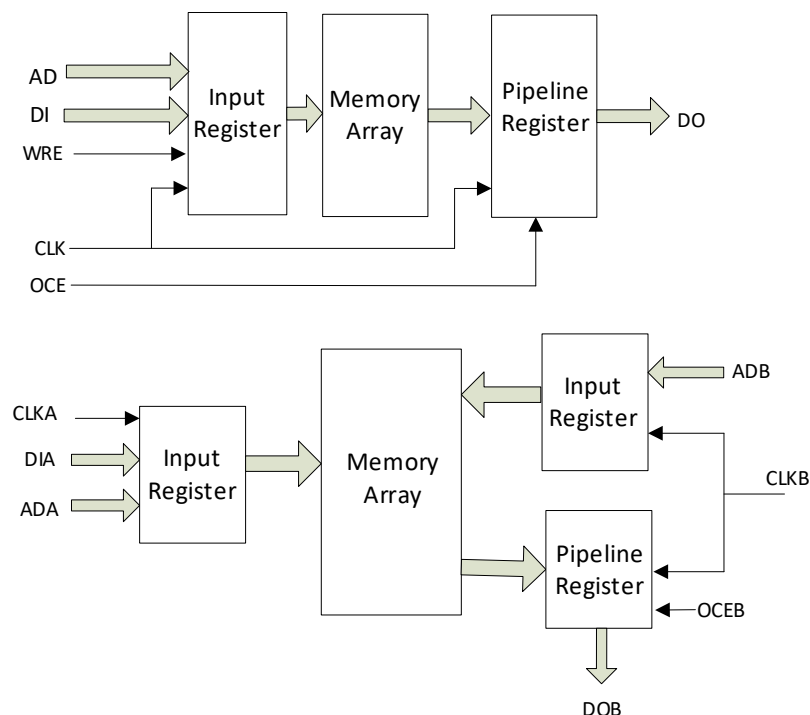 AD
DI
WRE
CLK
OCE
Input
Register
Memory
Array
Pipeline
Register
DO
CLKA
DIA
ADA
Input
Register
Memory
Array
Input
Register
ADB
CLKB
Pipeline
Register
OCEB
DOB